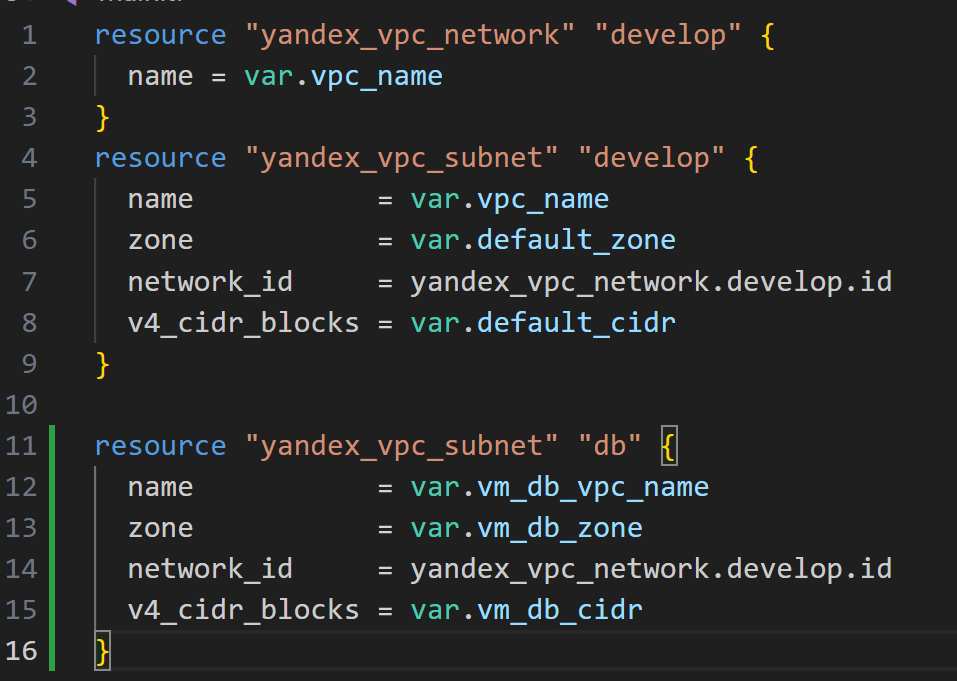 1 resource "yandex_vpc_network" "develop" {
2   name = var.vpc_name
3 }
4 resource "yandex_vpc_subnet" "develop" {
5   name           = var.vpc_name
6   zone           = var.default_zone
7   network_id     = yandex_vpc_network.develop.id
8   v4_cidr_blocks = var.default_cidr
9 }
10
11 resource "yandex_vpc_subnet" "db" {
12   name           = var.vm_db_vpc_name
13   zone           = var.vm_db_zone
14   network_id     = yandex_vpc_network.develop.id
15   v4_cidr_blocks = var.vm_db_cidr
16 }